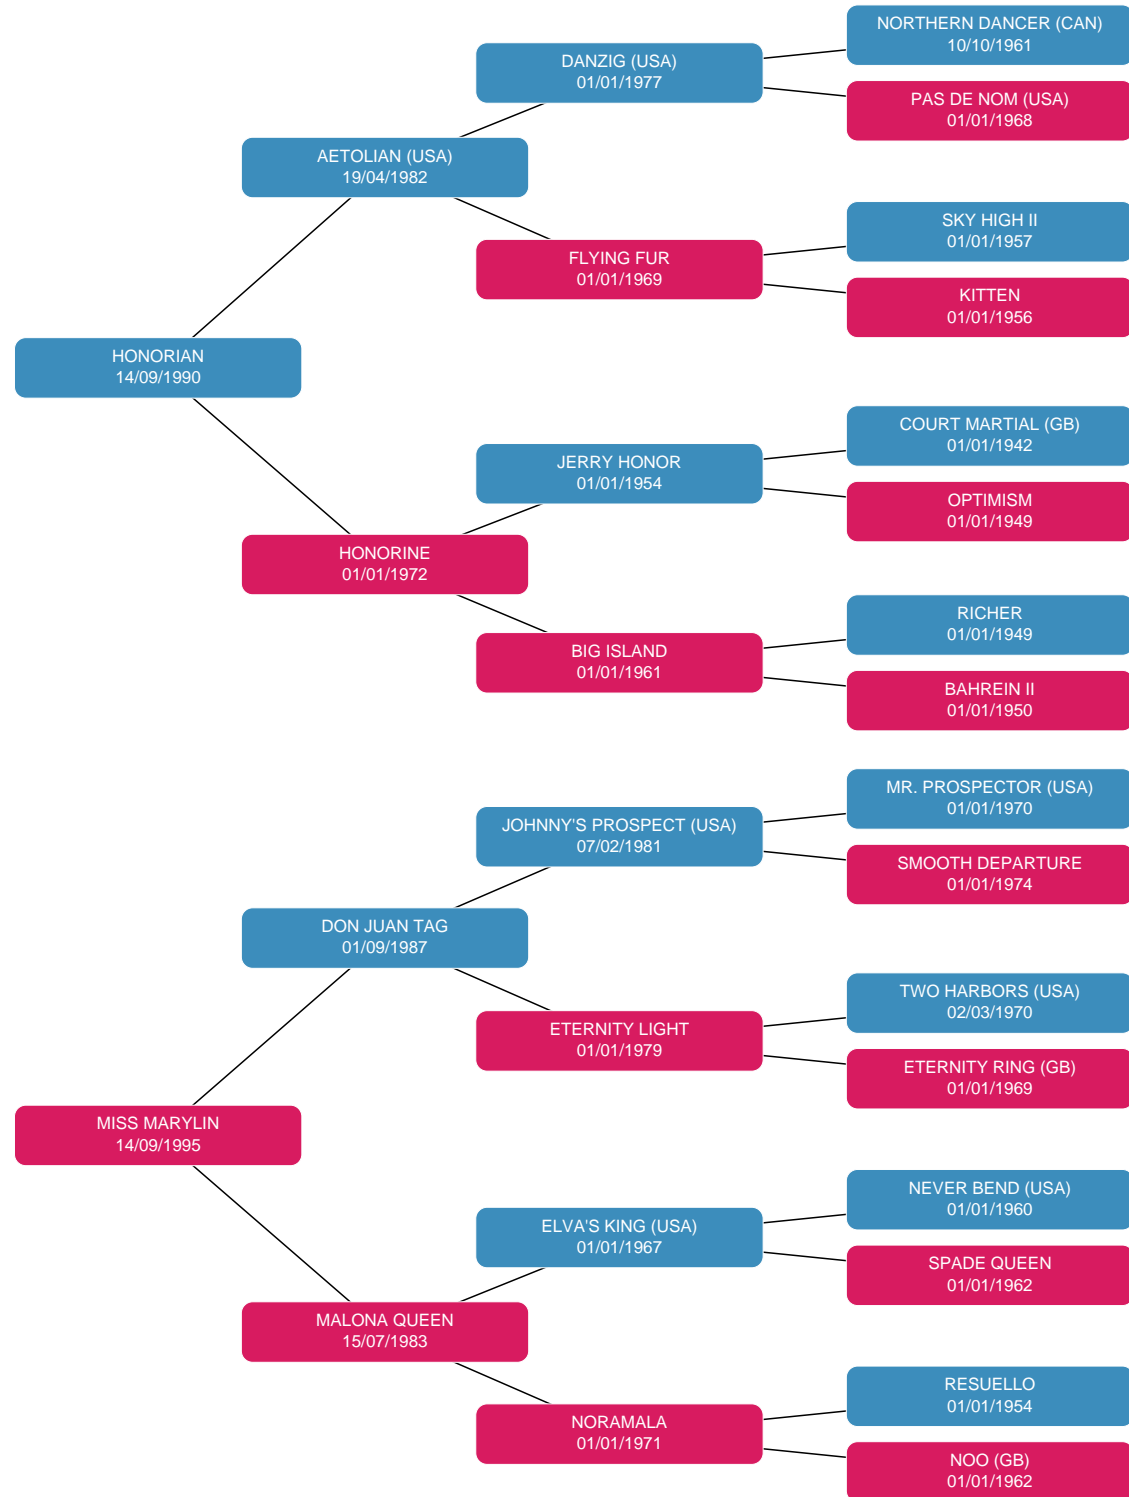 NORTHERN DANCER (CAN)
10/10/1961
DANZIG (USA)
01/01/1977
PAS DE NOM (USA)
01/01/1968
AETOLIAN (USA)
19/04/1982
SKY HIGH II
01/01/1957
FLYING FUR
01/01/1969
KITTEN
01/01/1956
HONORIAN
14/09/1990
COURT MARTIAL (GB)
01/01/1942
JERRY HONOR
01/01/1954
OPTIMISM
01/01/1949
HONORINE
01/01/1972
RICHER
01/01/1949
BIG ISLAND
01/01/1961
BAHREIN II
01/01/1950
MR. PROSPECTOR (USA)
01/01/1970
JOHNNY'S PROSPECT (USA)
07/02/1981
SMOOTH DEPARTURE
01/01/1974
DON JUAN TAG
01/09/1987
TWO HARBORS (USA)
02/03/1970
ETERNITY LIGHT
01/01/1979
ETERNITY RING (GB)
01/01/1969
MISS MARYLIN
14/09/1995
NEVER BEND (USA)
01/01/1960
ELVA'S KING (USA)
01/01/1967
SPADE QUEEN
01/01/1962
MALONA QUEEN
15/07/1983
RESUELLO
01/01/1954
NORAMALA
01/01/1971
NOO (GB)
01/01/1962